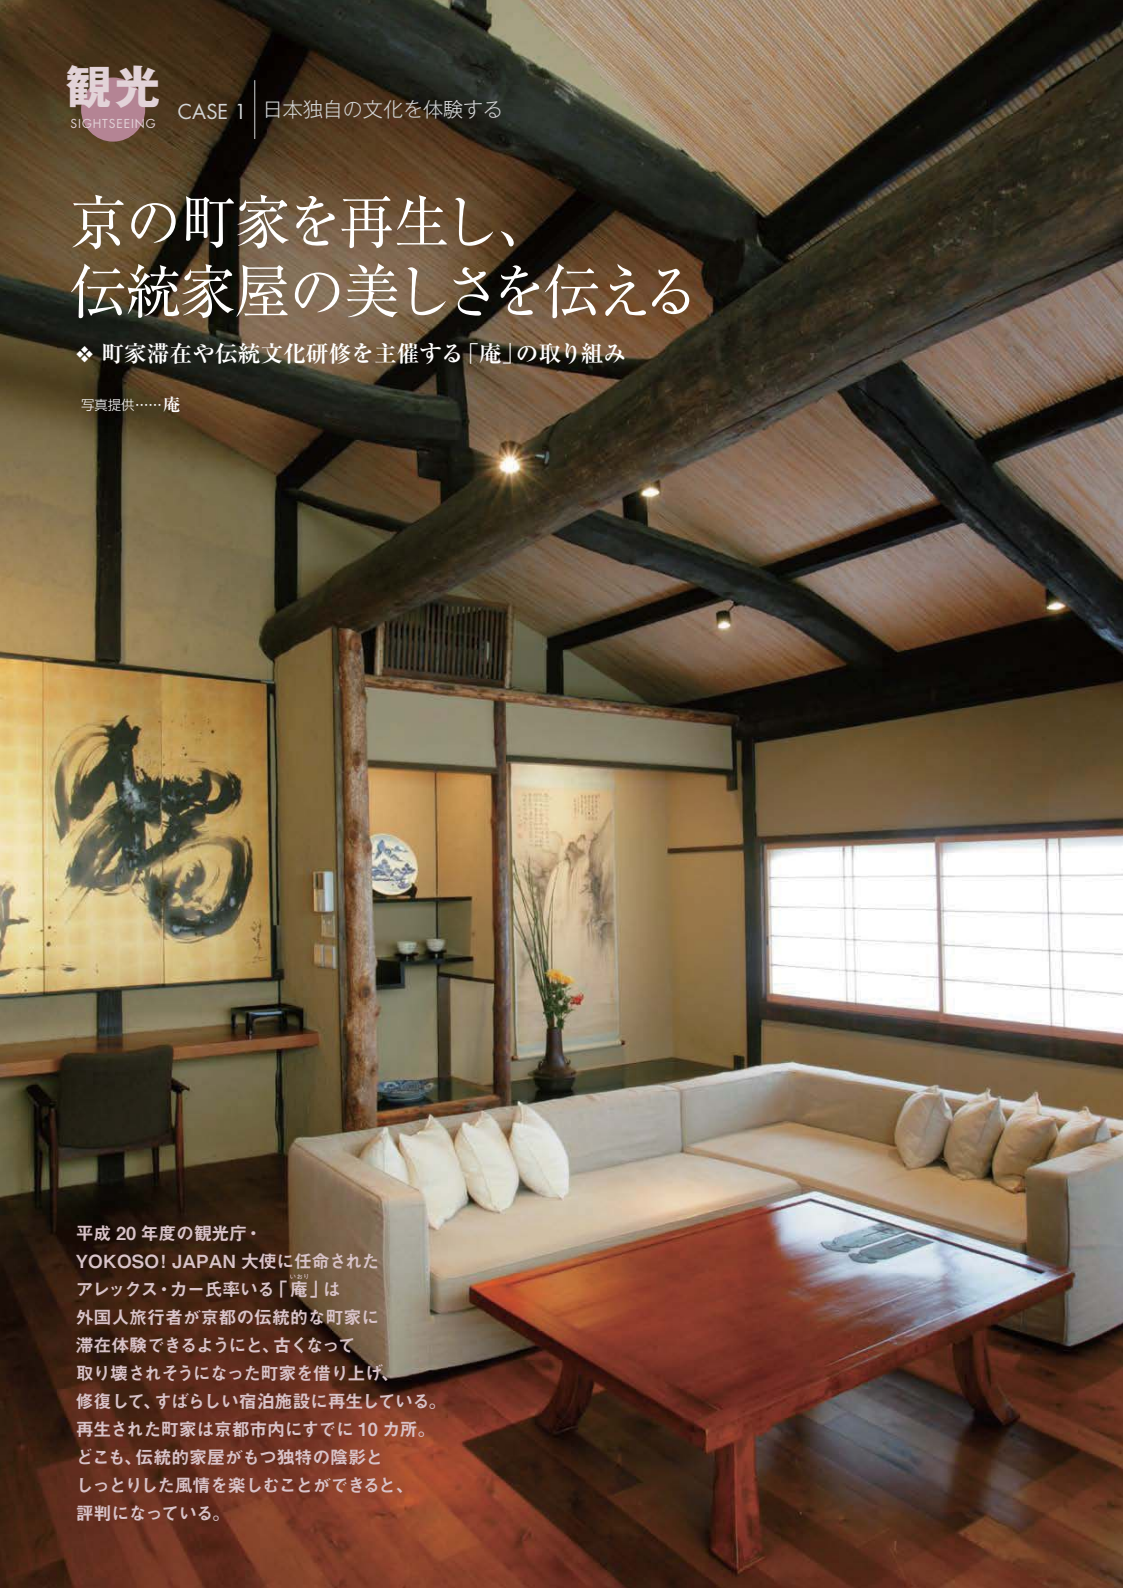 観光
SIGHTSEEING
CASE 1
日本独自の文化を体験する
京の町家を再生し、
伝統家屋の美しさを伝える
❖ 町家滞在や伝統文化研修を主催する「庵」の取り組み
写真提供……庵
平成 20 年度の観光庁・
YOKOSO! JAPAN 大使に任命された
アレックス・カー氏率いる「庵」は
いおり
外国人旅行者が京都の伝統的な町家に
滞在体験できるようにと、古くなって
取り壊されそうになった町家を借り上げ、
修復して、すばらしい宿泊施設に再生している。
再生された町家は京都市内にすでに 10 カ所。
どこも、伝統的家屋がもつ独特の陰影と
しっとりした風情を楽しむことができると、
評判になっている。